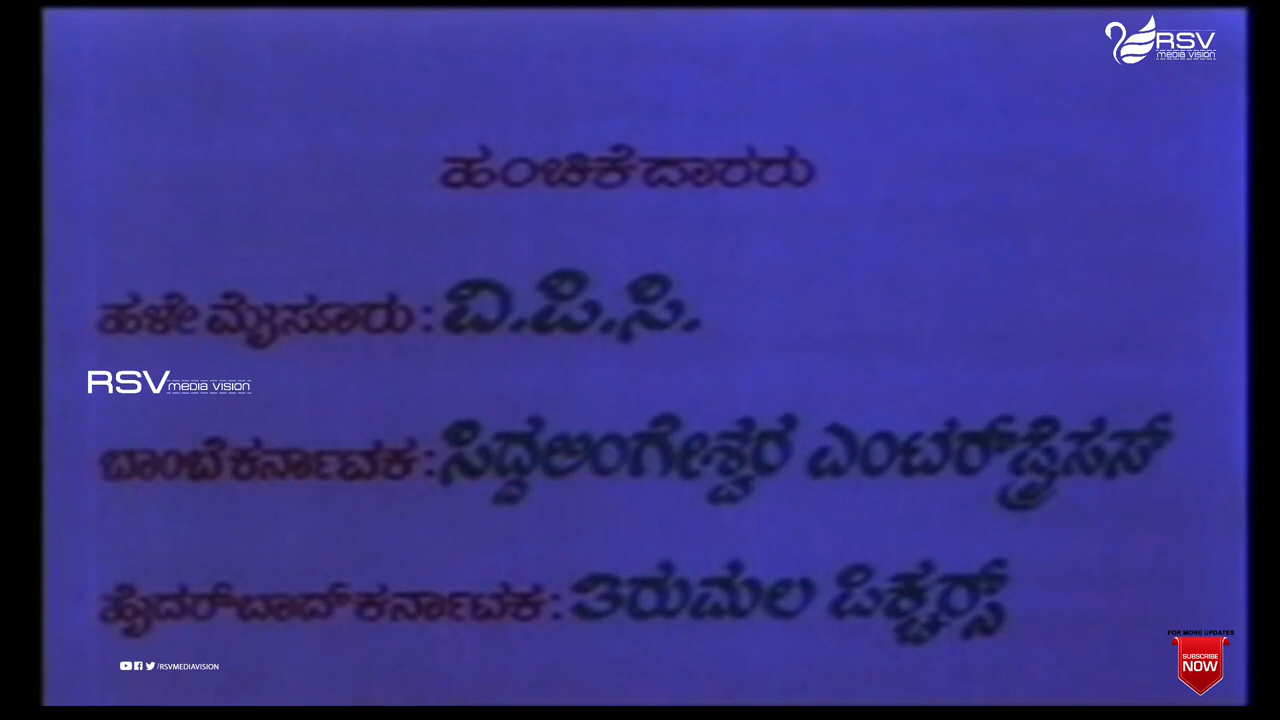 RSV
MEDIA VISION
ಹಂಚಿಕೆದಾರರು
ಹಳೇ ಮೈಸೂರು : ವಿ.ಪಿ.ಸಿ.
RSV MEDIA VISION
ಬಾಂಬೆ ಕರ್ನಾಟಕ : ಸಿದ್ದಲಿಂಗೇಶ್ವರ ಎಂಟರ್‌ಪ್ರೈಸಸ್
ಹೈದರ್‌ಬಾದ್ ಕರ್ನಾಟಕ : ತಿರುಮಲ ಪಿಕ್ಚರ್ಸ್
FOR MORE UPDATES
SUBSCRIBE
NOW
/RSVMEDIAVISION